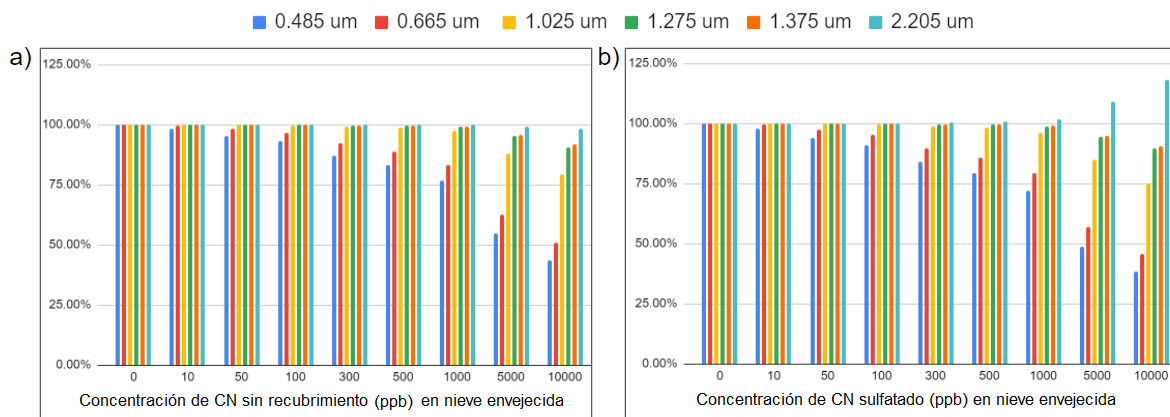 0.485 um 0.665 um 1.025 um 1.275 um 1.375 um 2.205 um
a)
125.00%
100.00%
75.00%
50.00%
25.00%
0.00%
0 10 50 100 300 500 1000 5000 10000
Concentración de CN sin recubrimiento (ppb) en nieve envejecida
b)
125.00%
100.00%
75.00%
50.00%
25.00%
0.00%
0 10 50 100 300 500 1000 5000 10000
Concentración de CN sulfatado (ppb) en nieve envejecida